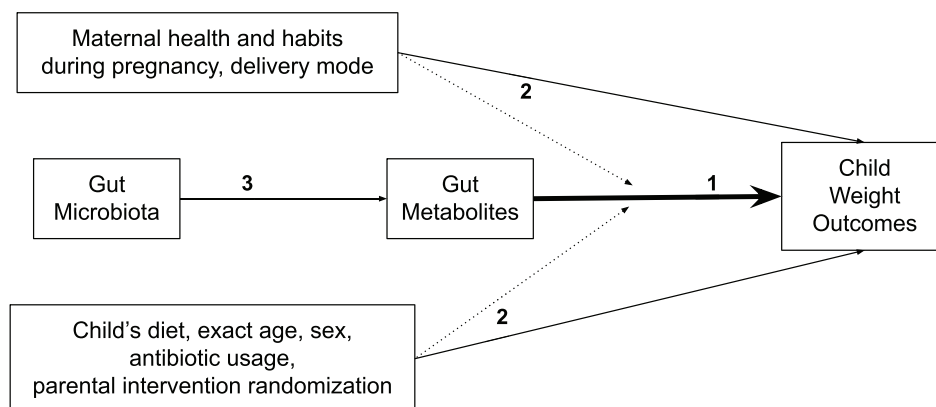 Maternal health and habits
during pregnancy, delivery mode
2
Gut
Microbiota
3
Gut
Metabolites
1
Child
Weight
Outcomes
2
Child’s diet, exact age, sex,
antibiotic usage,
parental intervention randomization